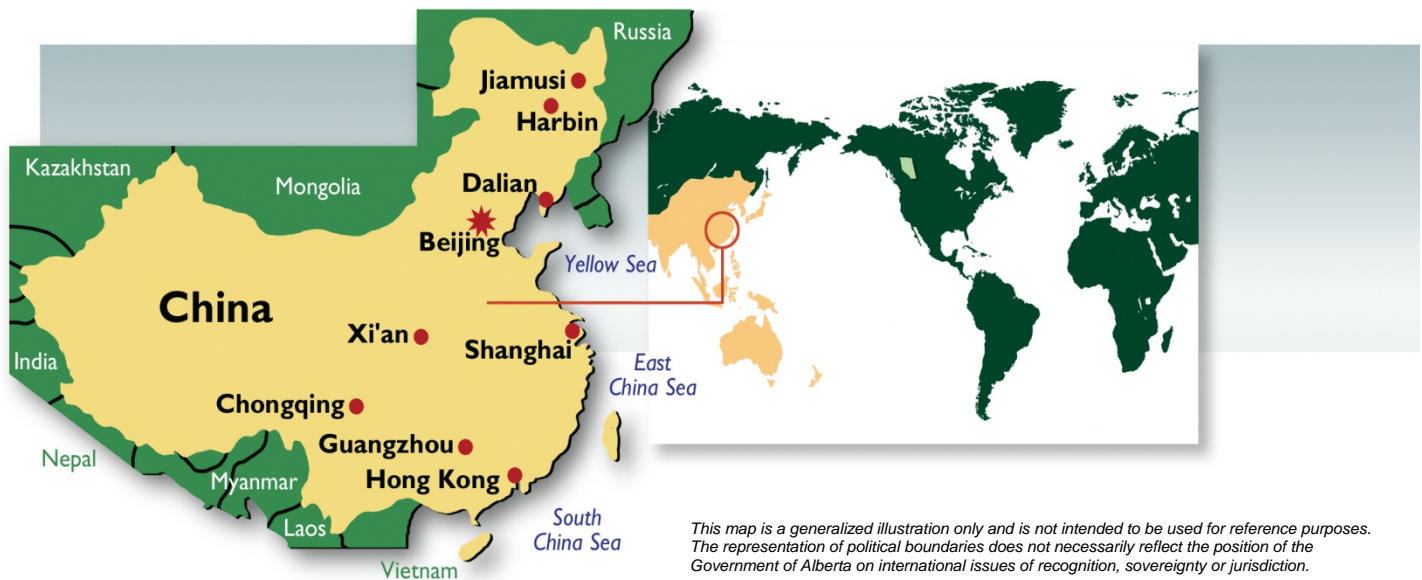 Russia
Jiamusi
Harbin
Kazakhstan
Mongolia
Dalian
Beijing
Yellow Sea
China
Xi'an
Shanghai
India
East
China Sea
Chongqing
Guangzhou
Nepal
Myanmar
Hong Kong
Laos
South
China Sea
Vietnam
This map is a generalized illustration only and is not intended to be used for reference purposes.
The representation of political boundaries does not necessarily reflect the position of the
Government of Alberta on international issues of recognition, sovereignty or jurisdiction.